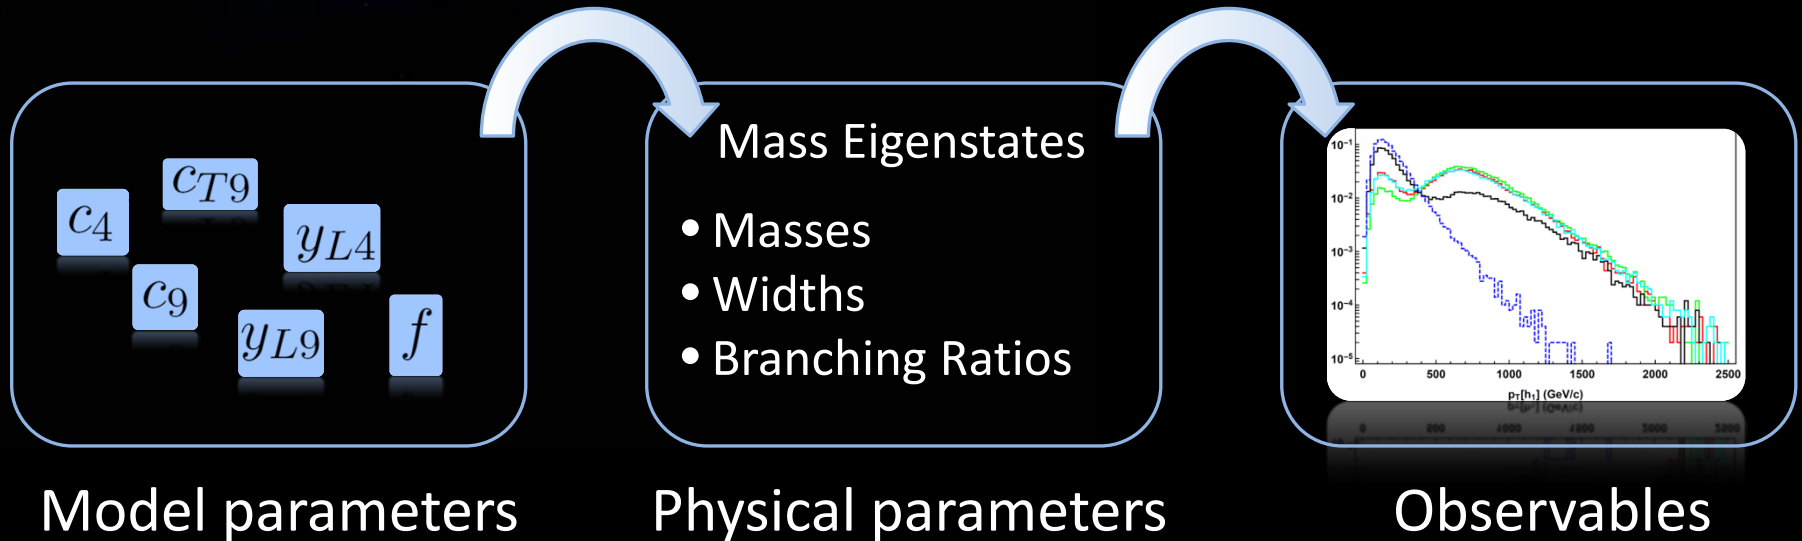 c4
cT9
yL4
c9
yL9
f
Model parameters
Mass Eigenstates
• Masses
• Widths
• Branching Ratios
Physical parameters
10-1
10-2
10-3
10-4
10-5
0 500 1000 1500 2000 2500
pT[h1] (GeV/c)
Observables